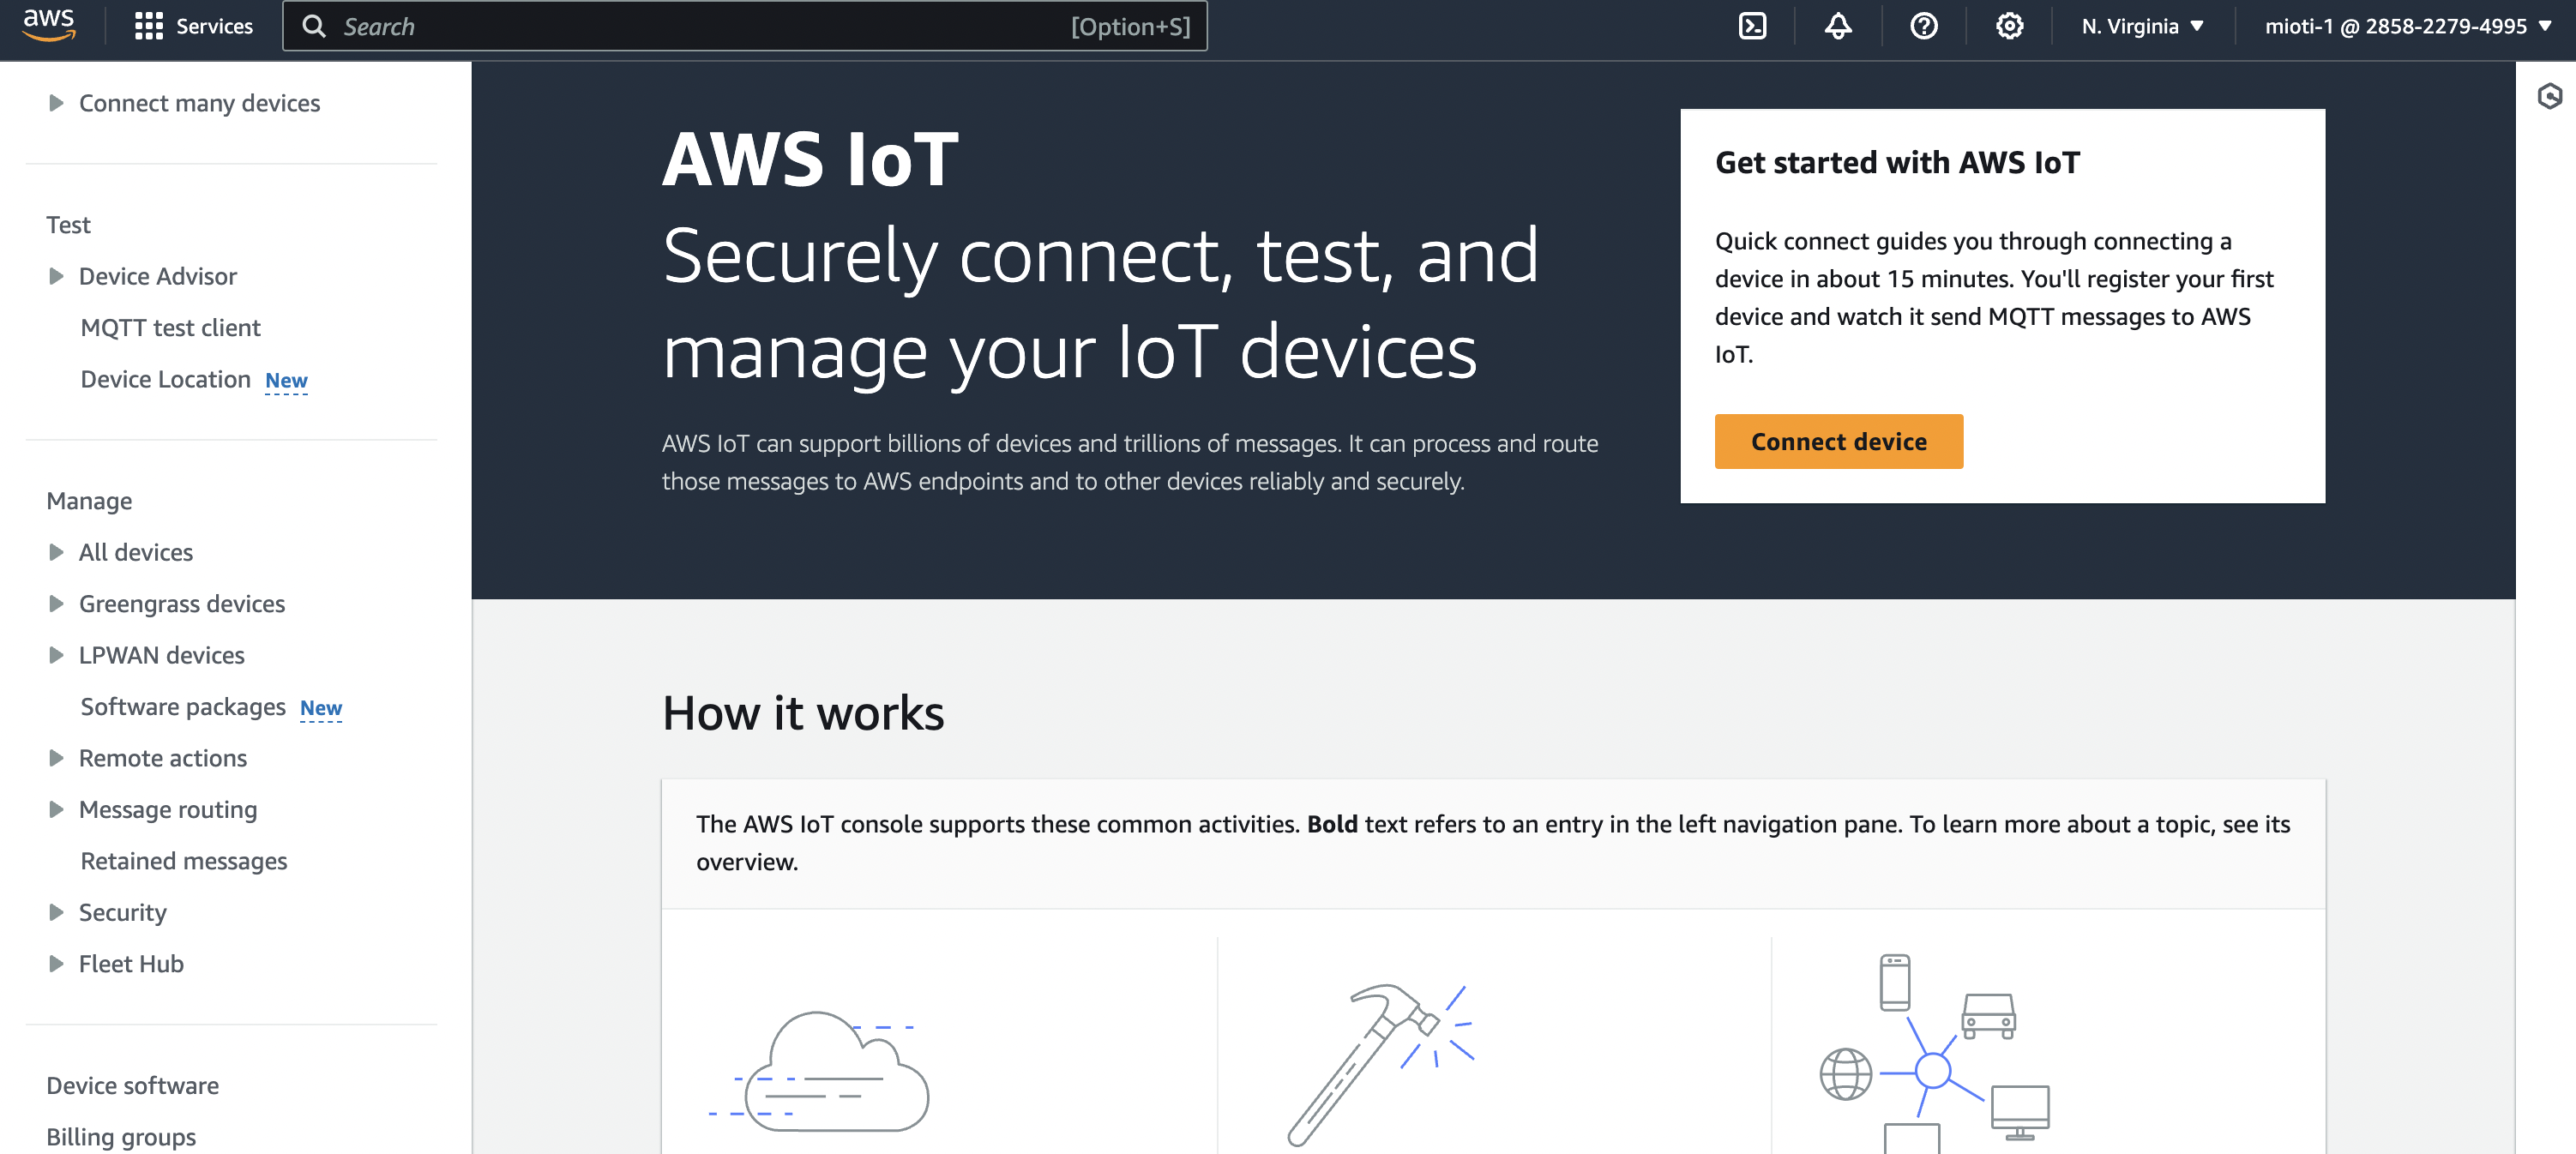 aws
Services
Search
[Option+S]
N. Virginia
mioti-1 @ 2858-2279-4995
Connect many devices
Test
Device Advisor
MQTT test client
Device Location New
Manage
All devices
Greengrass devices
LPWAN devices
Software packages New
Remote actions
Message routing
Retained messages
Security
Fleet Hub
Device software
Billing groups
AWS IoT
Securely connect, test, and
manage your IoT devices
AWS IoT can support billions of devices and trillions of messages. It can process and route
those messages to AWS endpoints and to other devices reliably and securely.
Get started with AWS IoT
Quick connect guides you through connecting a
device in about 15 minutes. You'll register your first
device and watch it send MQTT messages to AWS
IoT.
Connect device
How it works
The AWS IoT console supports these common activities. Bold text refers to an entry in the left navigation pane. To learn more about a topic, see its
overview.